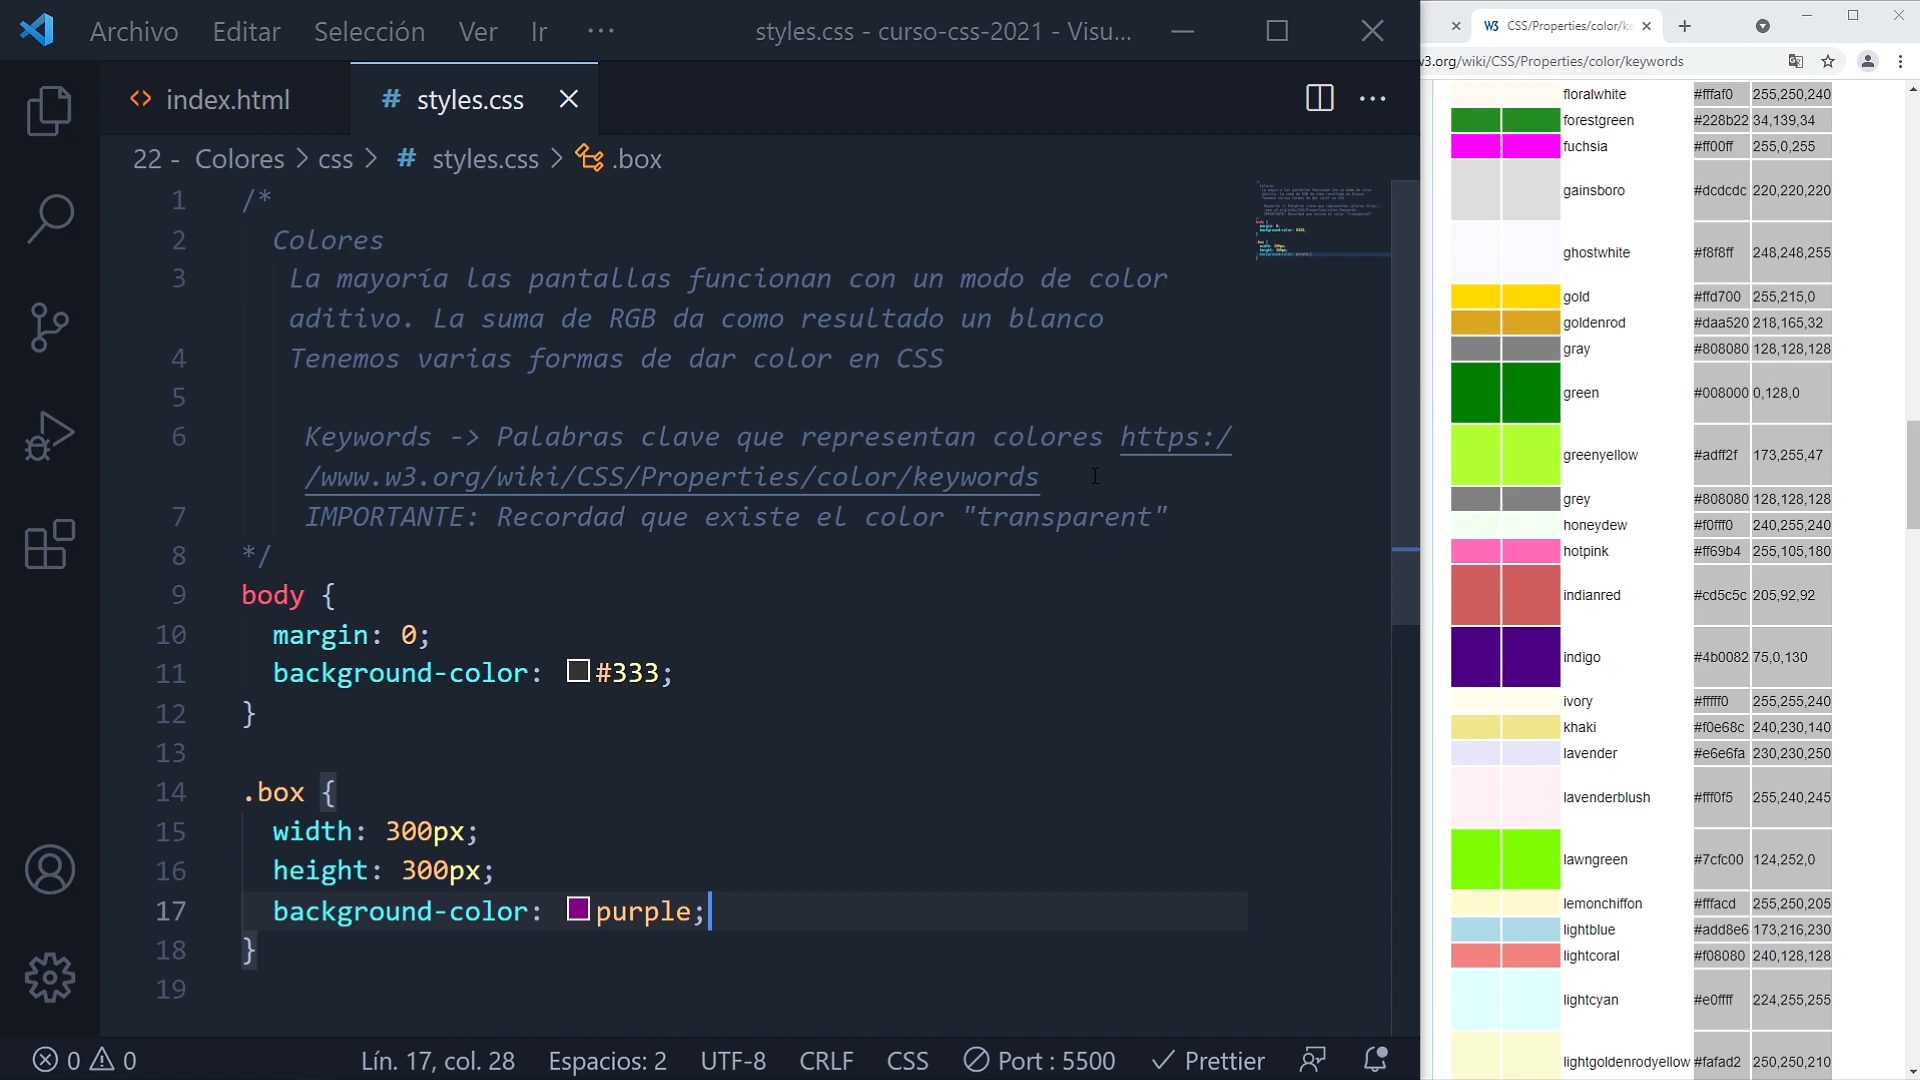 Archivo Editar Selección Ver Ir ··· styles.css - curso-css-2021 - Visu...
index.html # styles.css
22 - Colores > css > # styles.css > .box
1 /*
2 Colores
3 La mayoría las pantallas funcionan con un modo de color
aditivo. La suma de RGB da como resultado un blanco
4 Tenemos varias formas de dar color en CSS
5
6 Keywords -> Palabras clave que representan colores https:/
/www.w3.org/wiki/CSS/Properties/color/keywords
7 IMPORTANTE: Recordad que existe el color "transparent"
8 */
9 body {
10 margin: 0;
11 background-color: #333;
12 }
13
14 .box {
15 width: 300px;
16 height: 300px;
17 background-color: purple;
18 }
19
0 0 Lín. 17, col. 28 Espacios: 2 UTF-8 CRLF CSS Port : 5500 Prettier
W3 CSS/Properties/color/ke
v3.org/wiki/CSS/Properties/color/keywords
floralwhite #fffaf0 255,250,240
forestgreen #228b22 34,139,34
fuchsia #ff00ff 255,0,255
gainsboro #dcdcdc 220,220,220
ghostwhite #f8f8ff 248,248,255
gold #ffd700 255,215,0
goldenrod #daa520 218,165,32
gray #808080 128,128,128
green #008000 0,128,0
greenyellow #adff2f 173,255,47
grey #808080 128,128,128
honeydew #f0fff0 240,255,240
hotpink #ff69b4 255,105,180
indianred #cd5c5c 205,92,92
indigo #4b0082 75,0,130
ivory #fffff0 255,255,240
khaki #f0e68c 240,230,140
lavender #e6e6fa 230,230,250
lavenderblush #fff0f5 255,240,245
lawngreen #7cfc00 124,252,0
lemonchiffon #fffacd 255,250,205
lightblue #add8e6 173,216,230
lightcoral #f08080 240,128,128
lightcyan #e0ffff 224,255,255
lightgoldenrodyellow #fafad2 250,250,210